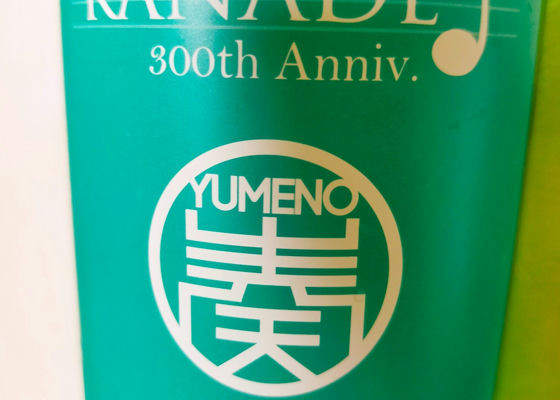 KANADE
300th Anniv.
YUMENO
奏